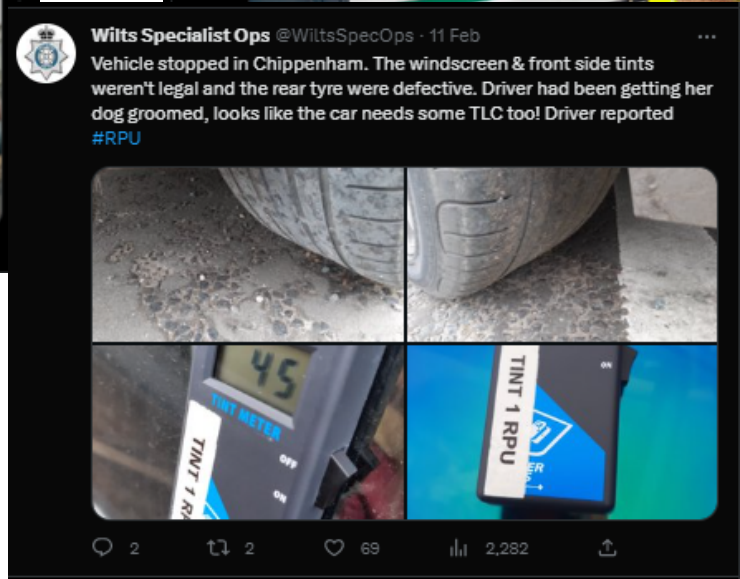 Wilts Specialist Ops @WiltsSpecOps · 11 Feb
Vehicle stopped in Chippenham. The windscreen & front side tints
weren't legal and the rear tyre were defective. Driver had been getting her
dog groomed, looks like the car needs some TLC too! Driver reported
#RPU
45
TINT METER
OFF
ON
TINT 1 R
ON
TINT 1 RPU
ER
2
2
69
2,282